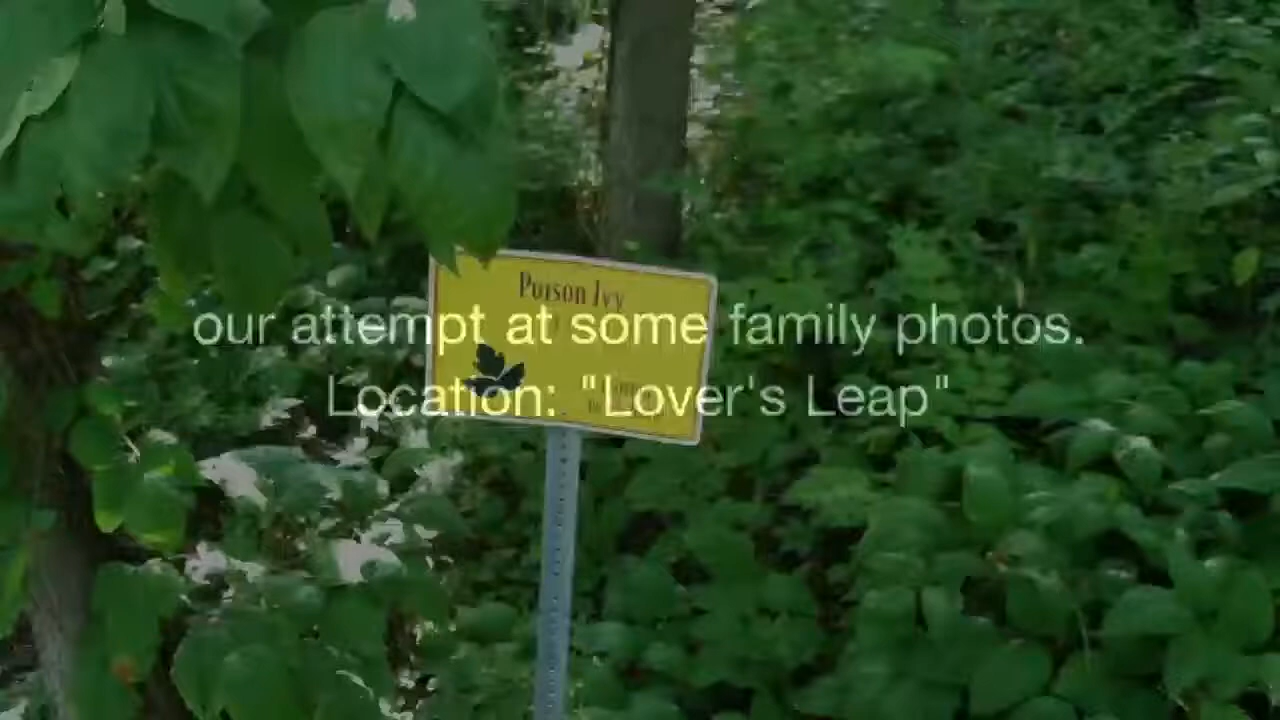 Poison Ivy
our attempt at some family photos.
Location: "Lover's Leap"